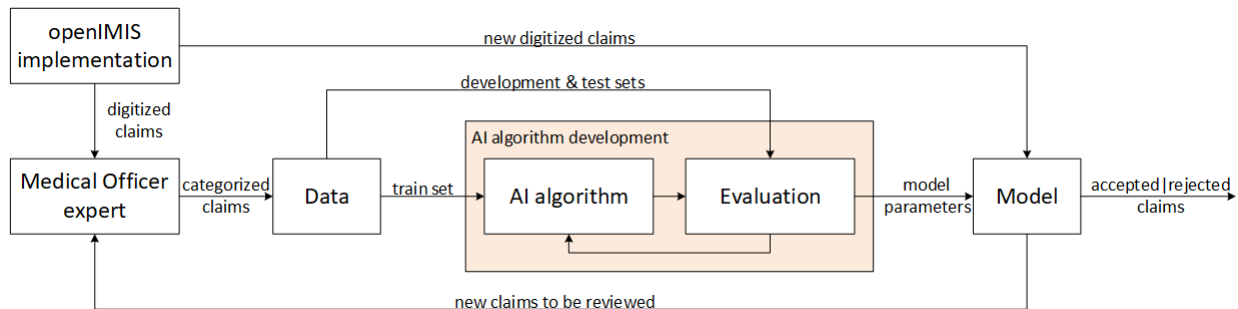 openIMIS
implementation
new digitized claims
development & test sets
digitized
claims
AI algorithm development
Medical Officer
expert
categorized
claims
Data
train set
AI algorithm
Evaluation
model
parameters
Model
accepted|rejected
claims
new claims to be reviewed